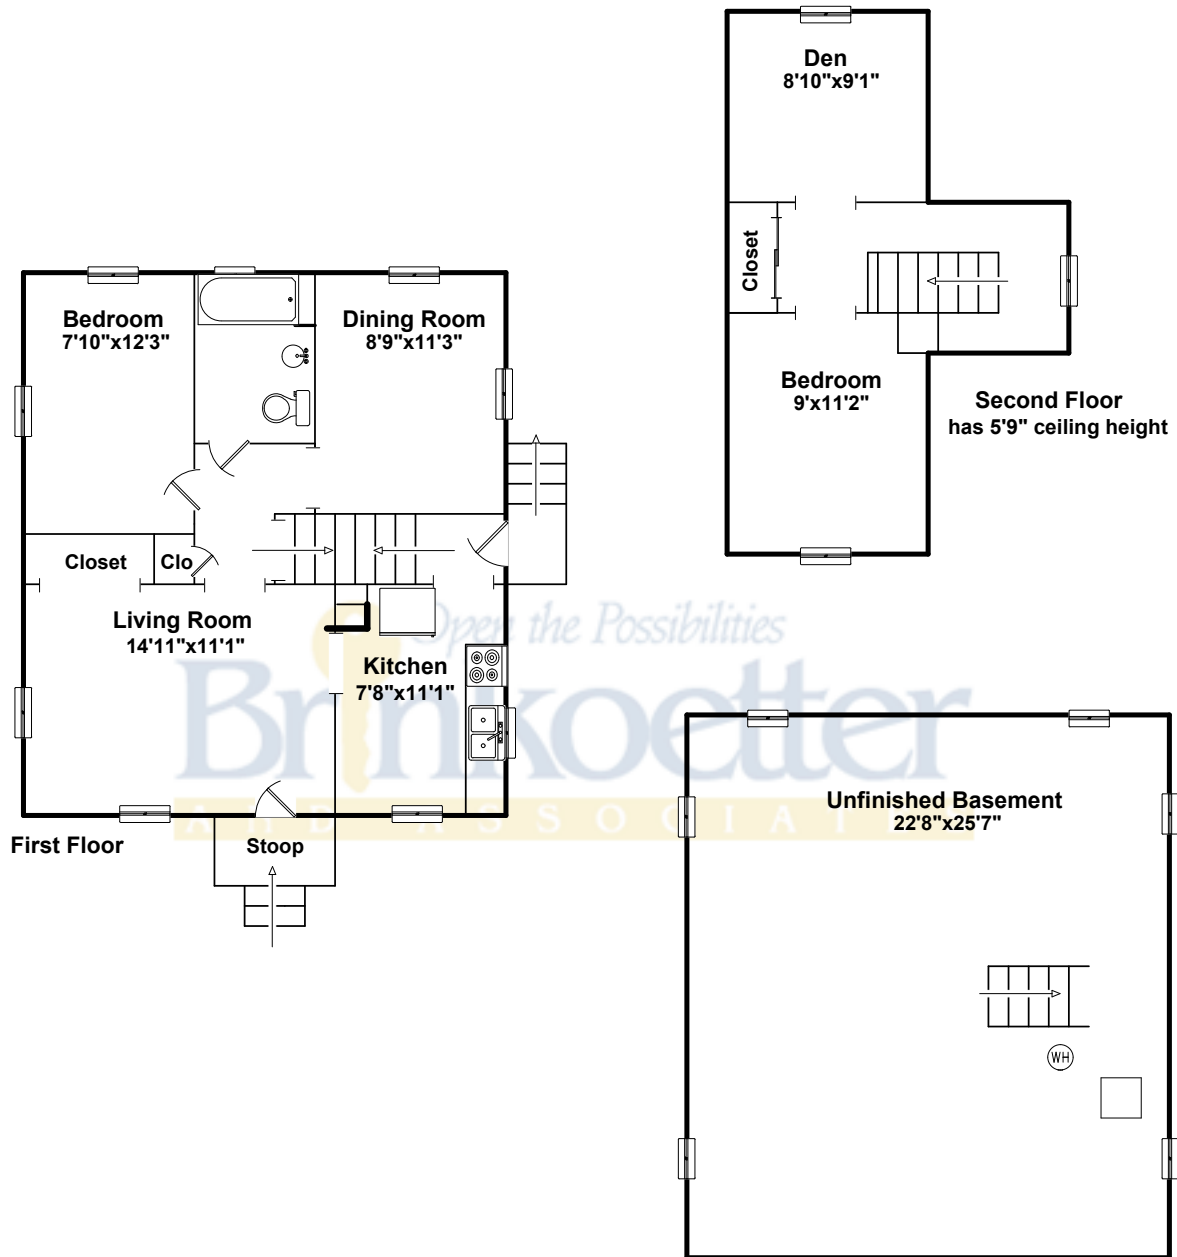 Den
8'10"x9'1"
Closet
Bedroom
9'x11'2"
Second Floor
has 5'9" ceiling height
Bedroom
7'10"x12'3"
Dining Room
8'9"x11'3"
Closet
Clo
Living Room
14'11"x11'1"
Kitchen
7'8"x11'1"
First Floor
Stoop
Open the Possibilities
Brinkoetter
AND ASSOCIATES
Unfinished Basement
22'8"x25'7"
WH